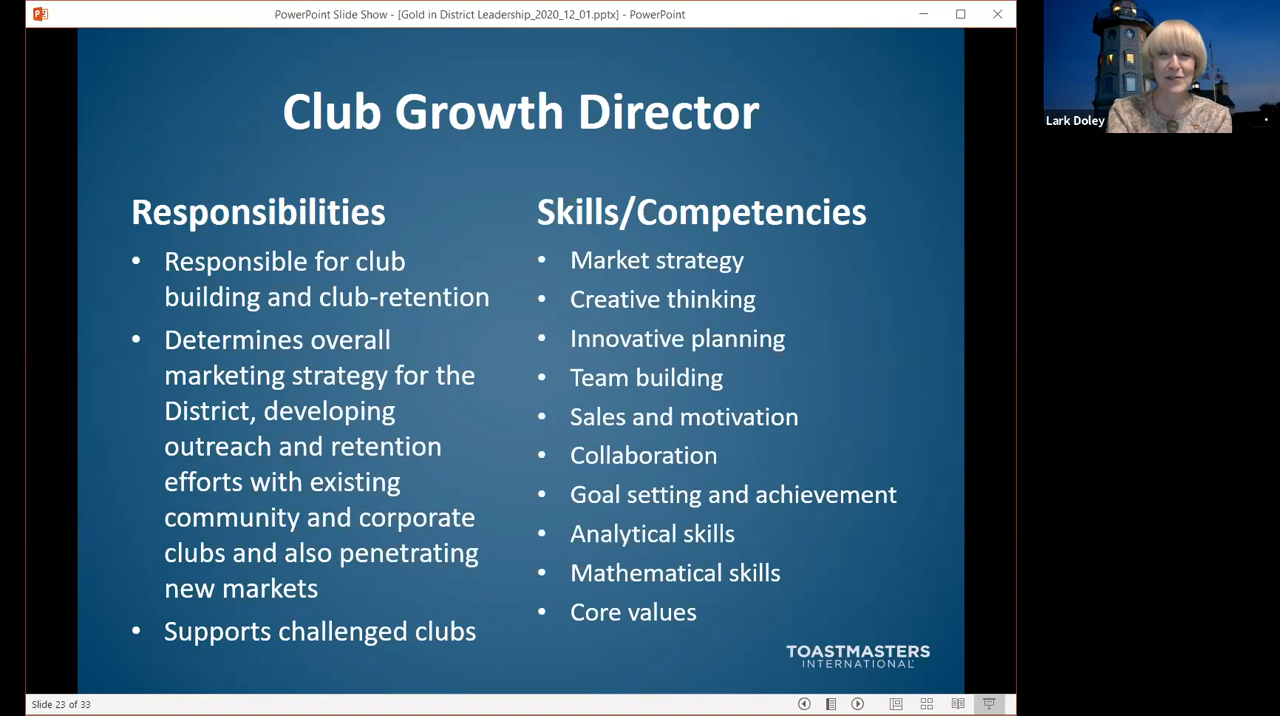 PowerPoint Slide Show - [Gold in District Leadership_2020_12_01.pptx] - PowerPoint
Lark Doley
Club Growth Director
Responsibilities
• Responsible for club
building and club-retention
• Determines overall
marketing strategy for the
District, developing
outreach and retention
efforts with existing
community and corporate
clubs and also penetrating
new markets
• Supports challenged clubs
Skills/Competencies
• Market strategy
• Creative thinking
• Innovative planning
• Team building
• Sales and motivation
• Collaboration
• Goal setting and achievement
• Analytical skills
• Mathematical skills
• Core values
TOASTMASTERS
INTERNATIONAL
Slide 23 of 33